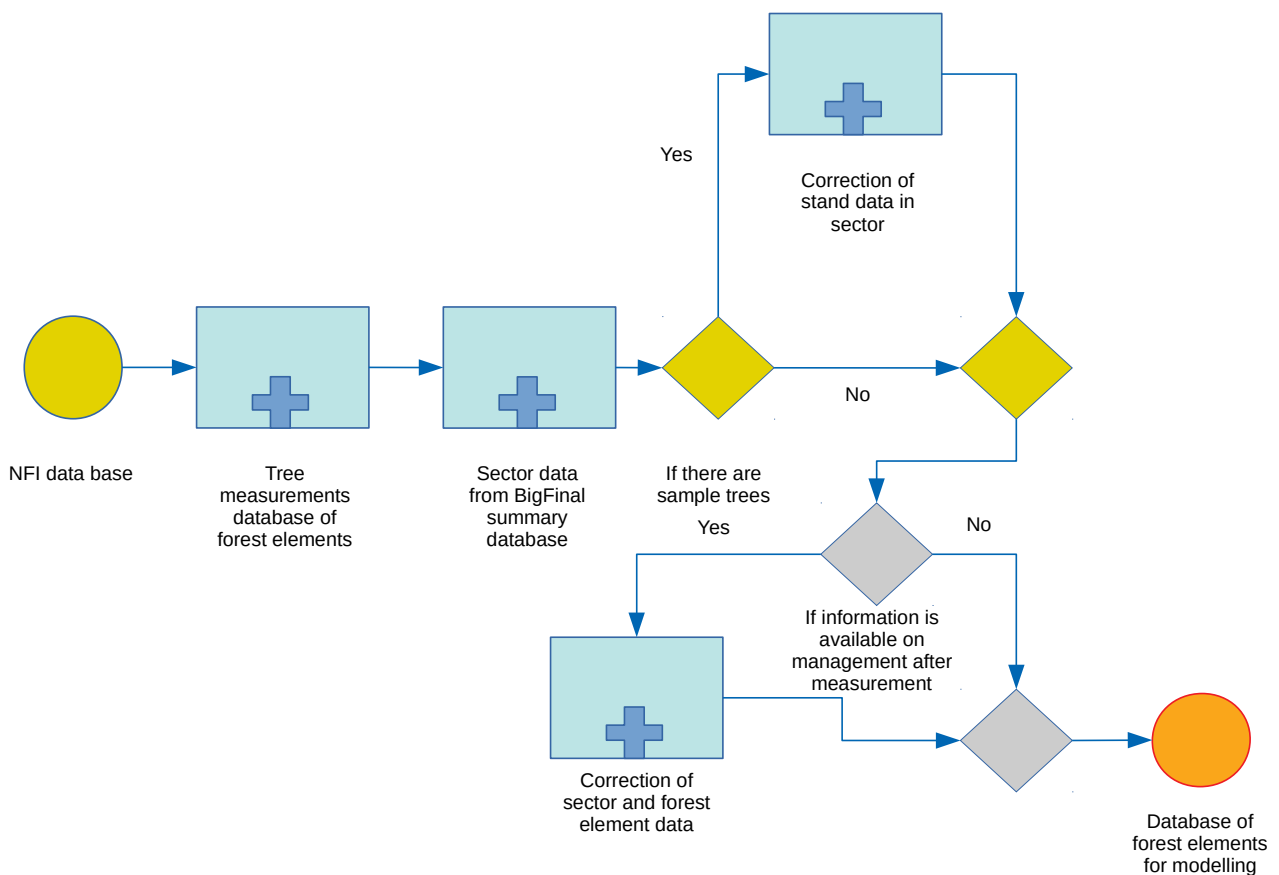 Yes
Correction of
stand data in
sector
No
NFI data base
Tree
measurements
database of
forest elements
Sector data
from BigFinal
summary
database
If there are
sample trees
Yes
No
If information is
available on
management after
measurement
Correction of
sector and forest
element data
Database of
forest elements
for modelling